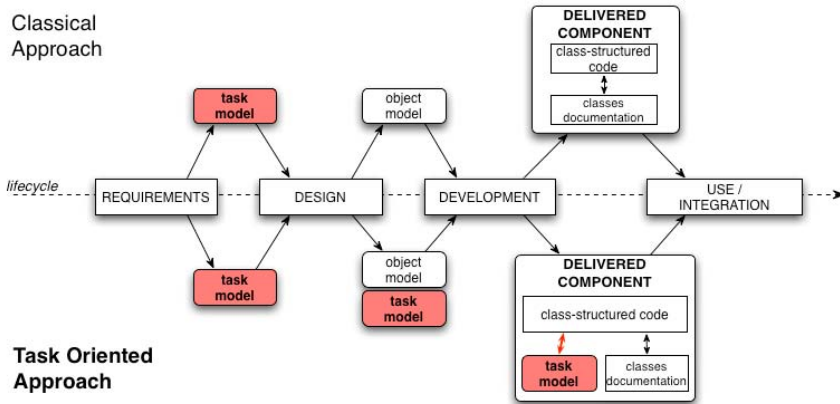 Classical
Approach
DELIVERED
COMPONENT
class-structured
code
classes
documentation
task
model
object
model
lifecycle
REQUIREMENTS
DESIGN
DEVELOPMENT
USE /
INTEGRATION
task
model
object
model
task
model
DELIVERED
COMPONENT
class-structured code
task
model
classes
documentation
Task Oriented
Approach